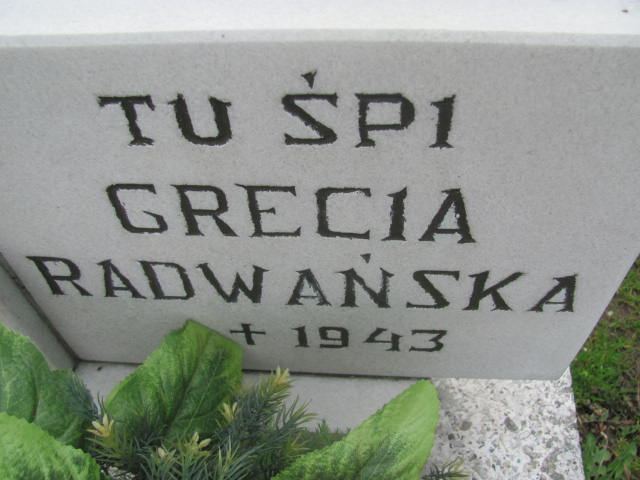 TU ŚPI
GRECIA
RADWAŃSKA
+ 1943